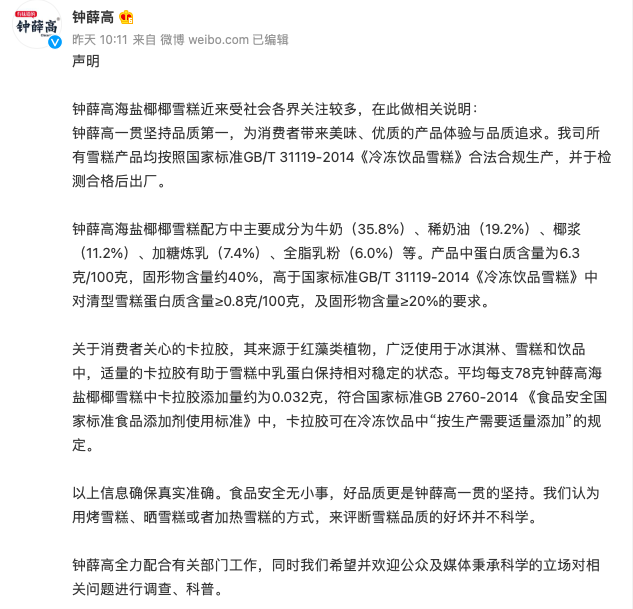 钟薛高
钟薛高
昨天 10:11 来自 微博 weibo.com 已编辑
声明
钟薛高海盐椰椰雪糕近来受社会各界关注较多，在此做相关说明：
钟薛高一贯坚持品质第一，为消费者带来美味、优质的产品体验与品质追求。我司所
有雪糕产品均按照国家标准GB/T 31119-2014《冷冻饮品雪糕》合法合规生产，并于检
测合格后出厂。
钟薛高海盐椰椰雪糕配方中主要成分为牛奶（35.8%）、稀奶油（19.2%）、椰浆
（11.2%）、加糖炼乳（7.4%）、全脂乳粉（6.0%）等。产品中蛋白质含量为6.3
克/100克，固形物含量约40%，高于国家标准GB/T 31119-2014《冷冻饮品雪糕》中
对清型雪糕蛋白质含量≥0.8克/100克，及固形物含量≥20%的要求。
关于消费者关心的卡拉胶，其来源于红藻类植物，广泛使用于冰淇淋、雪糕和饮品
中，适量的卡拉胶有助于雪糕中乳蛋白保持相对稳定的状态。平均每支78克钟薛高海
盐椰椰雪糕中卡拉胶添加量约为0.032克，符合国家标准GB 2760-2014 《食品安全国
家标准食品添加剂使用标准》中，卡拉胶可在冷冻饮品中“按生产需要适量添加”的规
定。
以上信息确保真实准确。食品安全无小事，好品质更是钟薛高一贯的坚持。我们认为
用烤雪糕、晒雪糕或者加热雪糕的方式，来评断雪糕品质的好坏并不科学。
钟薛高全力配合有关部门工作，同时我们希望并欢迎公众及媒体秉承科学的立场对相
关问题进行调查、科普。